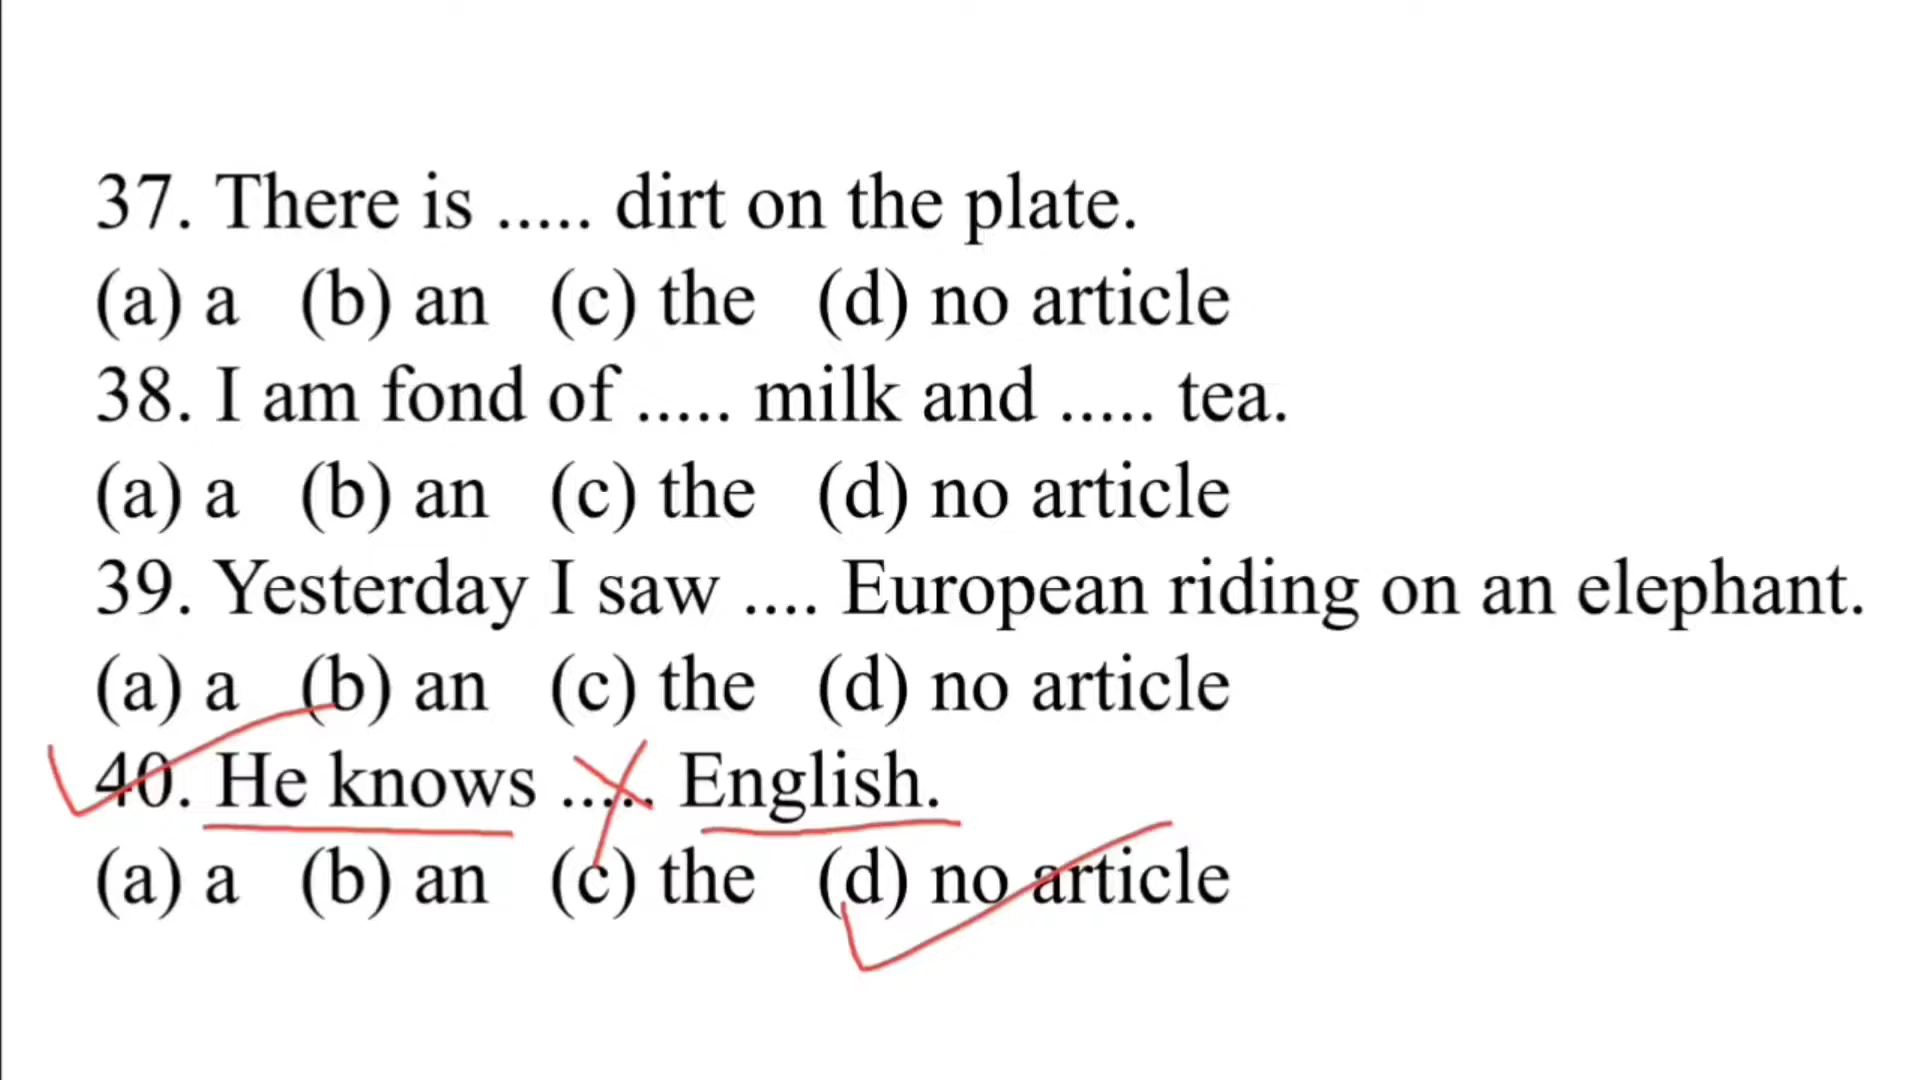 37. There is ..... dirt on the plate.
(a) a (b) an (c) the (d) no article
38. I am fond of ..... milk and ..... tea.
(a) a (b) an (c) the (d) no article
39. Yesterday I saw .... European riding on an elephant.
(a) a (b) an (c) the (d) no article
40. He knows ..... English.
(a) a (b) an (c) the (d) no article